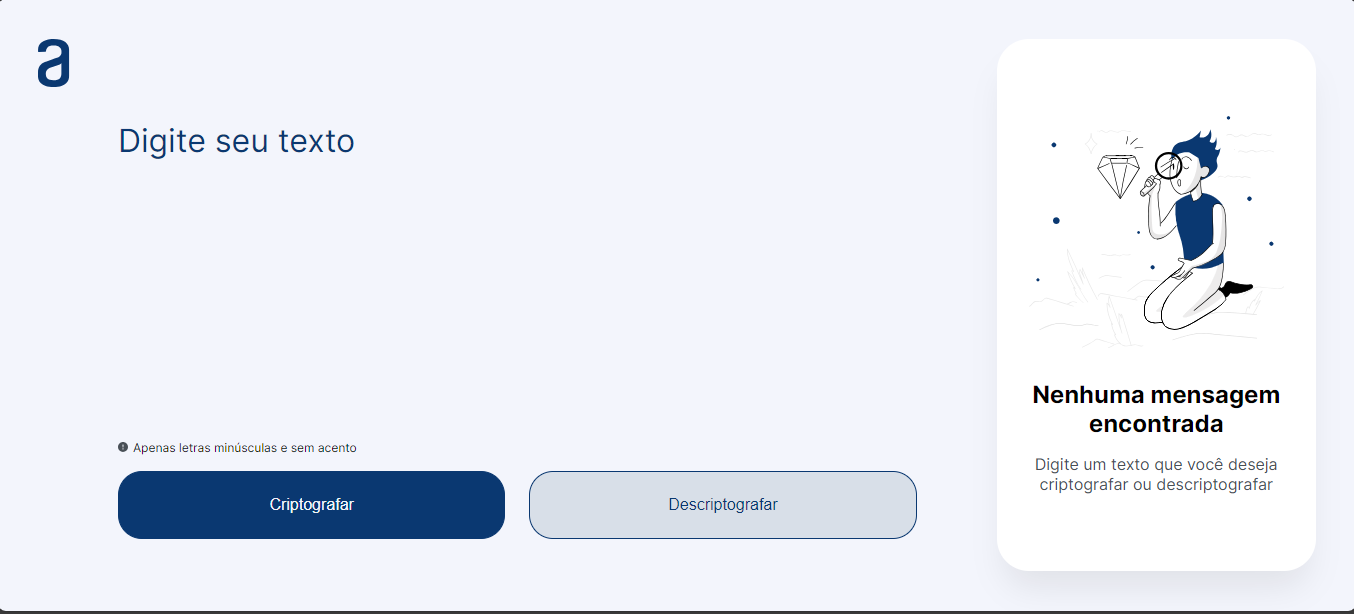 a
Digite seu texto
Apenas letras minúsculas e sem acento
Criptografar
Descriptografar
Nenhuma mensagem
encontrada
Digite um texto que você deseja
criptografar ou descriptografar